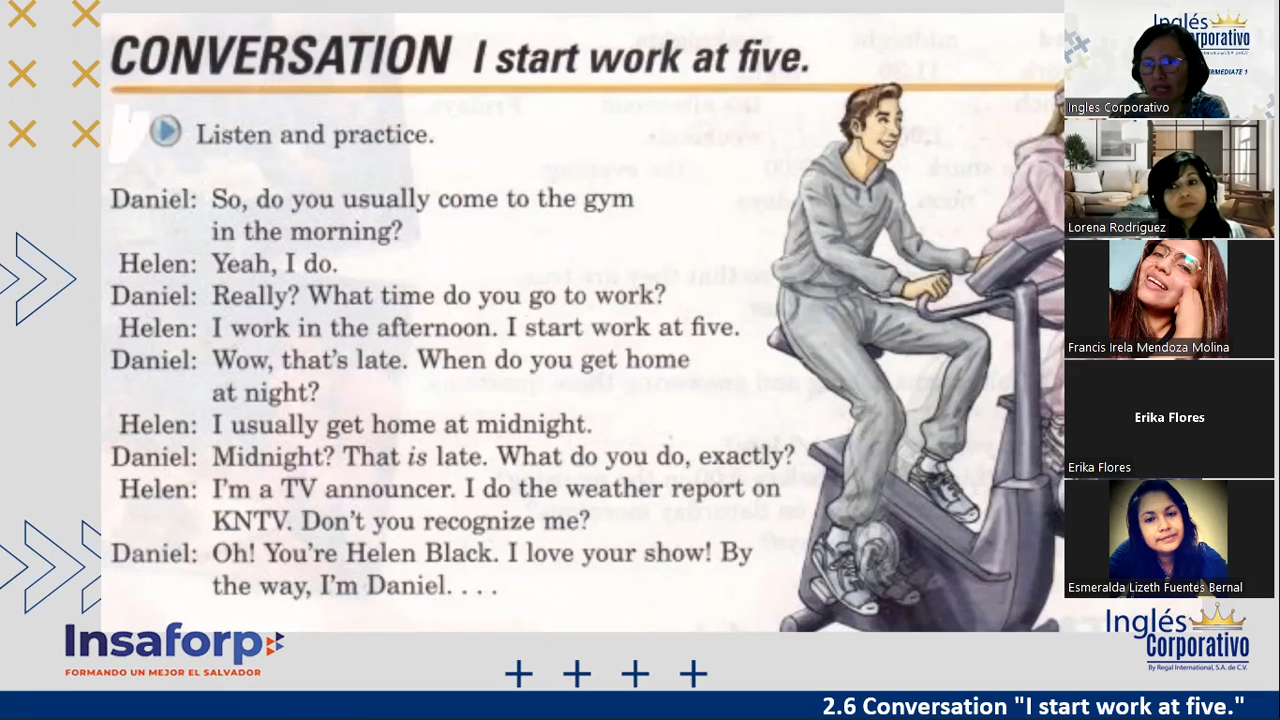 CONVERSATION I start work at five.
Listen and practice.
Daniel: So, do you usually come to the gym
in the morning?
Helen: Yeah, I do.
Daniel: Really? What time do you go to work?
Helen: I work in the afternoon. I start work at five.
Daniel: Wow, that's late. When do you get home
at night?
Helen: I usually get home at midnight.
Daniel: Midnight? That is late. What do you do, exactly?
Helen: I'm a TV announcer. I do the weather report on
KNTV. Don't you recognize me?
Daniel: Oh! You're Helen Black. I love your show! By
the way, I'm Daniel. . . .
Insaforp
FORMANDO UN MEJOR EL SALVADOR
Inglés
Corporativo
Ingles Corporativo
Lorena Rodriguez
Francis Irela Mendoza Molina
Erika Flores
Erika Flores
Esmeralda Lizeth Fuentes Bernal
Inglés
Corporativo
By Regal International, S.A. de C.V.
2.6 Conversation "I start work at five."